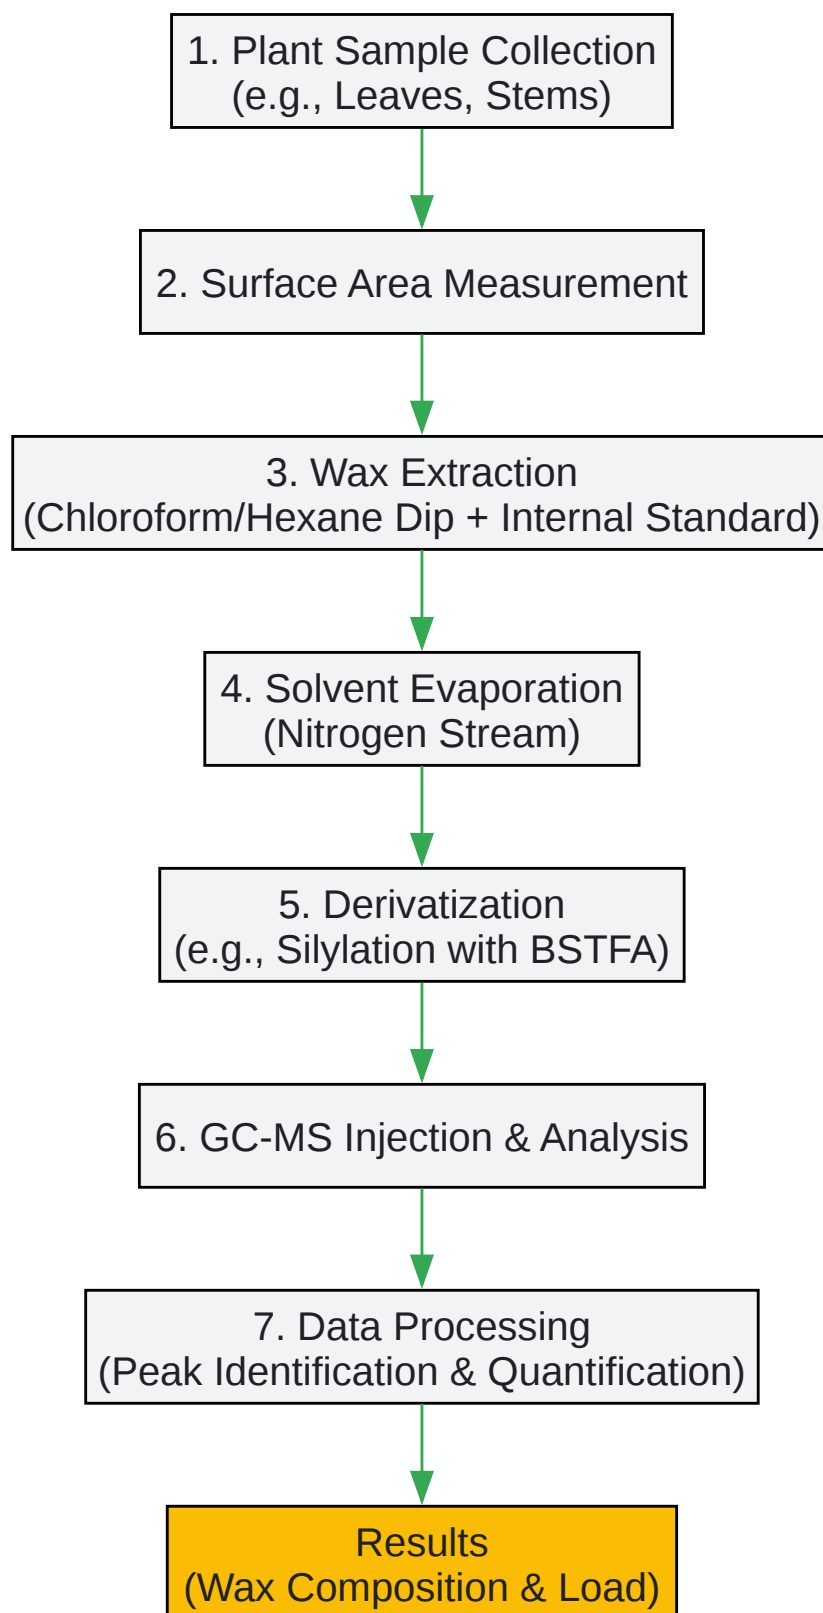 1. Plant Sample Collection
(e.g., Leaves, Stems)
2. Surface Area Measurement
3. Wax Extraction
(Chloroform/Hexane Dip + Internal Standard)
4. Solvent Evaporation
(Nitrogen Stream)
5. Derivatization
(e.g., Silylation with BSTFA)
6. GC-MS Injection & Analysis
7. Data Processing
(Peak Identification & Quantification)
Results
(Wax Composition & Load)